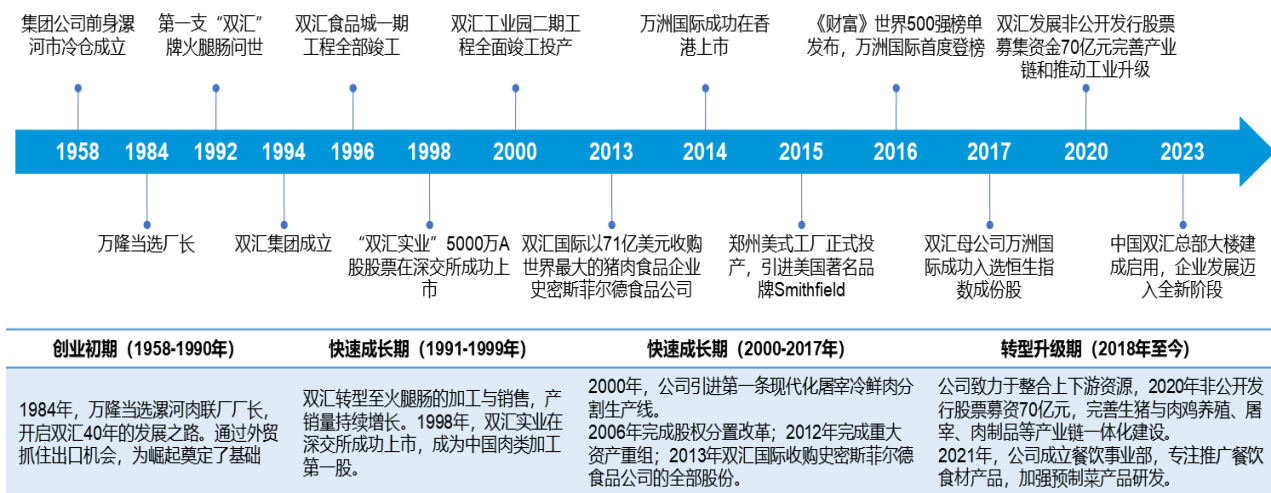 集团公司前身漯
河市冷仓成立
第一支“双汇”
牌火腿肠问世
双汇食品城一期
工程全部竣工
双汇工业园二期工
程全面竣工投产
万洲国际成功在香
港上市
《财富》世界500强榜单
发布，万洲国际首度登榜
双汇发展非公开发行股票
募集资金70亿元完善产业
链和推动工业升级
1958 1984 1992 1994 1996 1998 2000 2013 2014 2015 2016 2017 2020 2023
万隆当选厂长
双汇集团成立
“双汇实业”5000万A
股股票在深交所成功上
市
双汇国际以71亿美元收购
世界最大的猪肉食品企业
史密斯菲尔德食品公司
郑州美式工厂正式投
产，引进美国著名品
牌Smithfield
双汇母公司万洲国
际成功入选恒生指
数成份股
中国双汇总部大楼建
成启用，企业发展迈
入全新阶段
创业初期（1958-1990年）
快速成长期（1991-1999年）
快速成长期（2000-2017年）
转型升级期（2018年至今）
1984年，万隆当选漯河肉联厂厂长，
开启双汇40年的发展之路。通过外贸
抓住出口机会，为崛起奠定了基础
双汇转型至火腿肠的加工与销售，产
销量持续增长。1998年，双汇实业在
深交所成功上市，成为中国肉类加工
第一股。
2000年，公司引进第一条现代化屠宰冷鲜肉分
割生产线。
2006年完成股权分置改革；2012年完成重大
资产重组；2013年双汇国际收购史密斯菲尔德
食品公司的全部股份。
公司致力于整合上下游资源，2020年非公开发
行股票募资70亿元，完善生猪与肉鸡养殖、屠
宰、肉制品等产业链一体化建设。
2021年，公司成立餐饮事业部，专注推广餐饮
食材产品，加强预制菜产品研发。